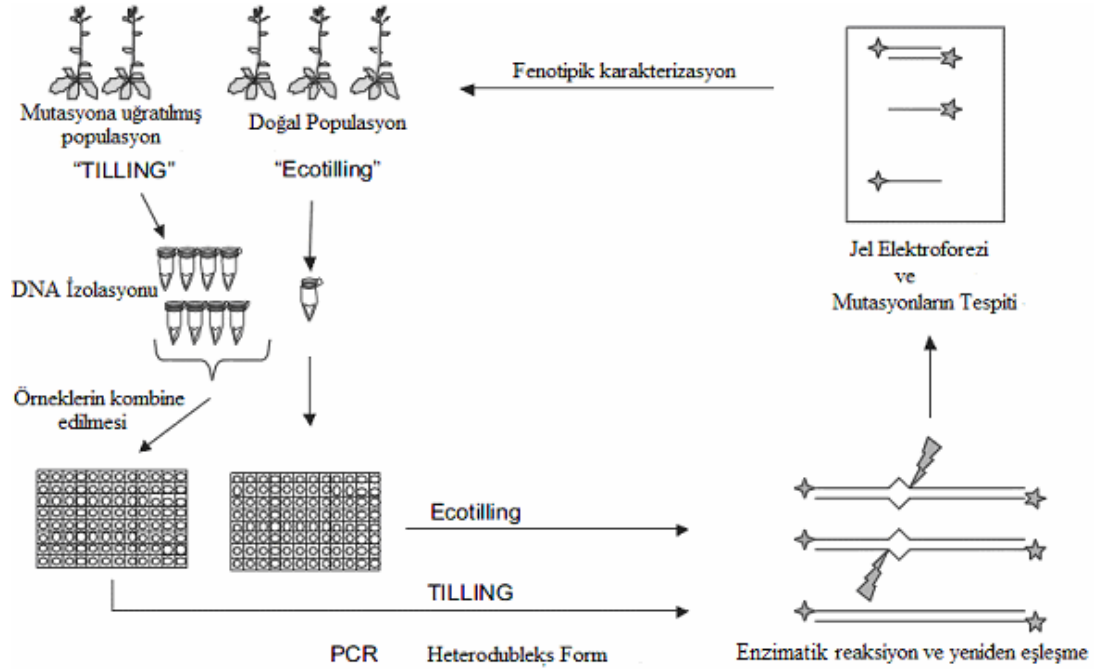 Mutasyona uğratılmış
populasyon
"TILLING"
Doğal Populasyon
"Ecotilling"
Fenotipik karakterizasyon
DNA İzolasyonu
Örneklerin kombine
edilmesi
Jel Elektroforezi
ve
Mutasyonların Tespiti
Ecotilling
TILLING
PCR
Heterodubleks Form
Enzimatik reaksiyon ve yeniden eşleşme